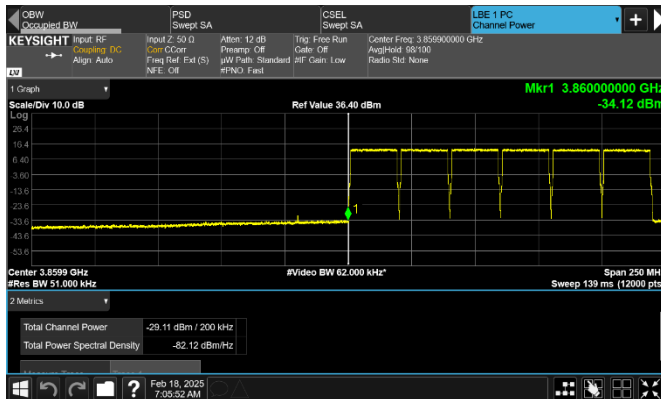 OBW
Occupied BW
PSD
Swept SA
CSEL
Swept SA
LBE 1 PC
Channel Power
KEYSIGHT
Input: RF
Coupling: DC
Align: Auto
Input Z: 50 Ω
Corr CCorr
Freq Ref: Ext (S)
NFE: Off
Atten: 12 dB
Preamp: Off
µW Path: Standard
#PNO: Fast
Trig: Free Run
Gate: Off
#IF Gain: Low
Center Freq: 3.859900000 GHz
Avg|Hold: 98/100
Radio Std: None
1 Graph
Scale/Div 10.0 dB
Ref Value 36.40 dBm
Mkr1 3.860000000 GHz
-34.12 dBm
Log
26.4
16.4
6.40
-3.60
-13.6
-23.6
-33.6
-43.6
-53.6
1
Center 3.8599 GHz
#Res BW 51.000 kHz
#Video BW 62.000 kHz*
Span 250 MH
Sweep 139 ms (12000 pts
2 Metrics
Total Channel Power -29.11 dBm / 200 kHz
Total Power Spectral Density -82.12 dBm/Hz
?
Feb 18, 2025
7:05:52 AM